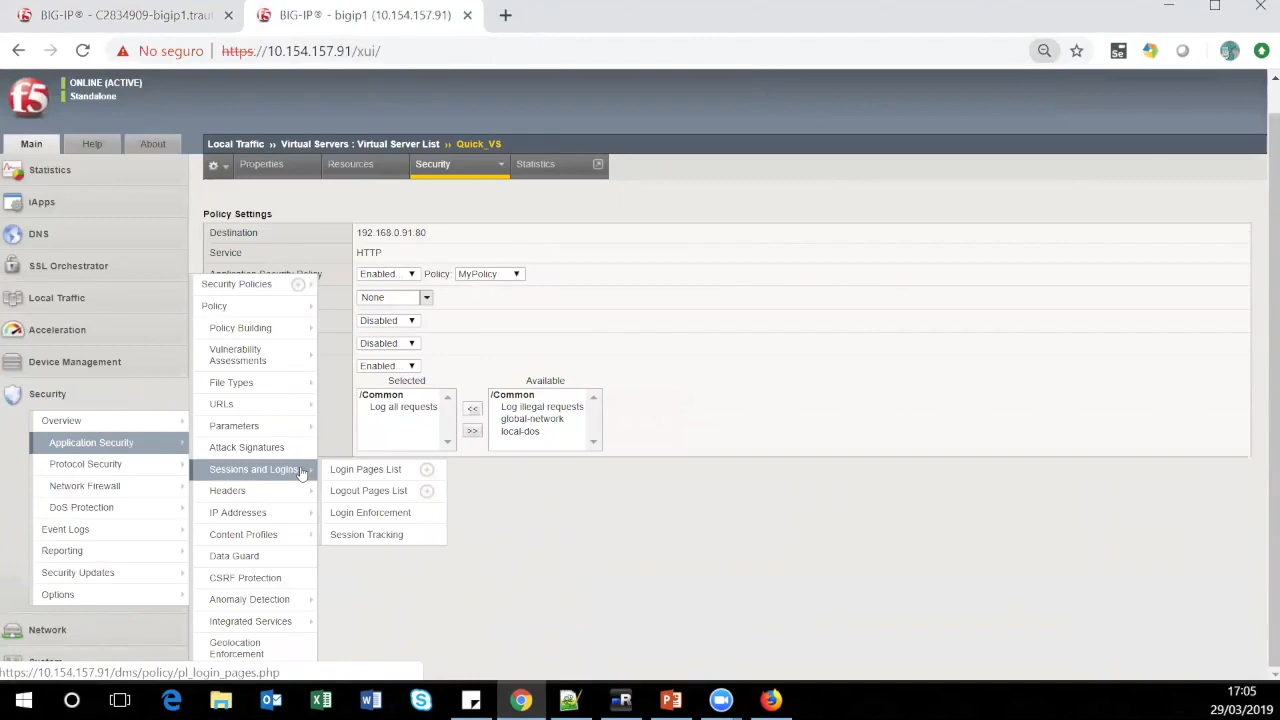 BIG-IP® - C2834909-bigip1.traut
BIG-IP® - bigip1 (10.154.157.91)
No seguro
https://10.154.157.91/xui/
Se
f5
ONLINE (ACTIVE)
Standalone
Main
Help
About
Local Traffic ›› Virtual Servers : Virtual Server List ›› Quick_VS
Properties
Resources
Security
Statistics
Statistics
iApps
DNS
SSL Orchestrator
Local Traffic
Acceleration
Device Management
Security
Overview
Application Security
Protocol Security
Network Firewall
DoS Protection
Event Logs
Reporting
Security Updates
Options
Network
Security Policies
Policy
Policy Building
Vulnerability
Assessments
File Types
URLs
Parameters
Attack Signatures
Sessions and Logins
Headers
IP Addresses
Content Profiles
Data Guard
CSRF Protection
Anomaly Detection
Integrated Services
Geolocation
Enforcement
Login Pages List
Logout Pages List
Login Enforcement
Session Tracking
Policy Settings
Destination
192.168.0.91:80
Service
HTTP
Application Security Policy
Enabled... Policy: MyPolicy
None
Disabled
Disabled
Enabled...
Selected
Available
/Common
Log all requests
<<
>>
/Common
Log illegal requests
global-network
local-dos
https://10.154.157.91/dms/policy/pl_login_pages.php
17:05
29/03/2019